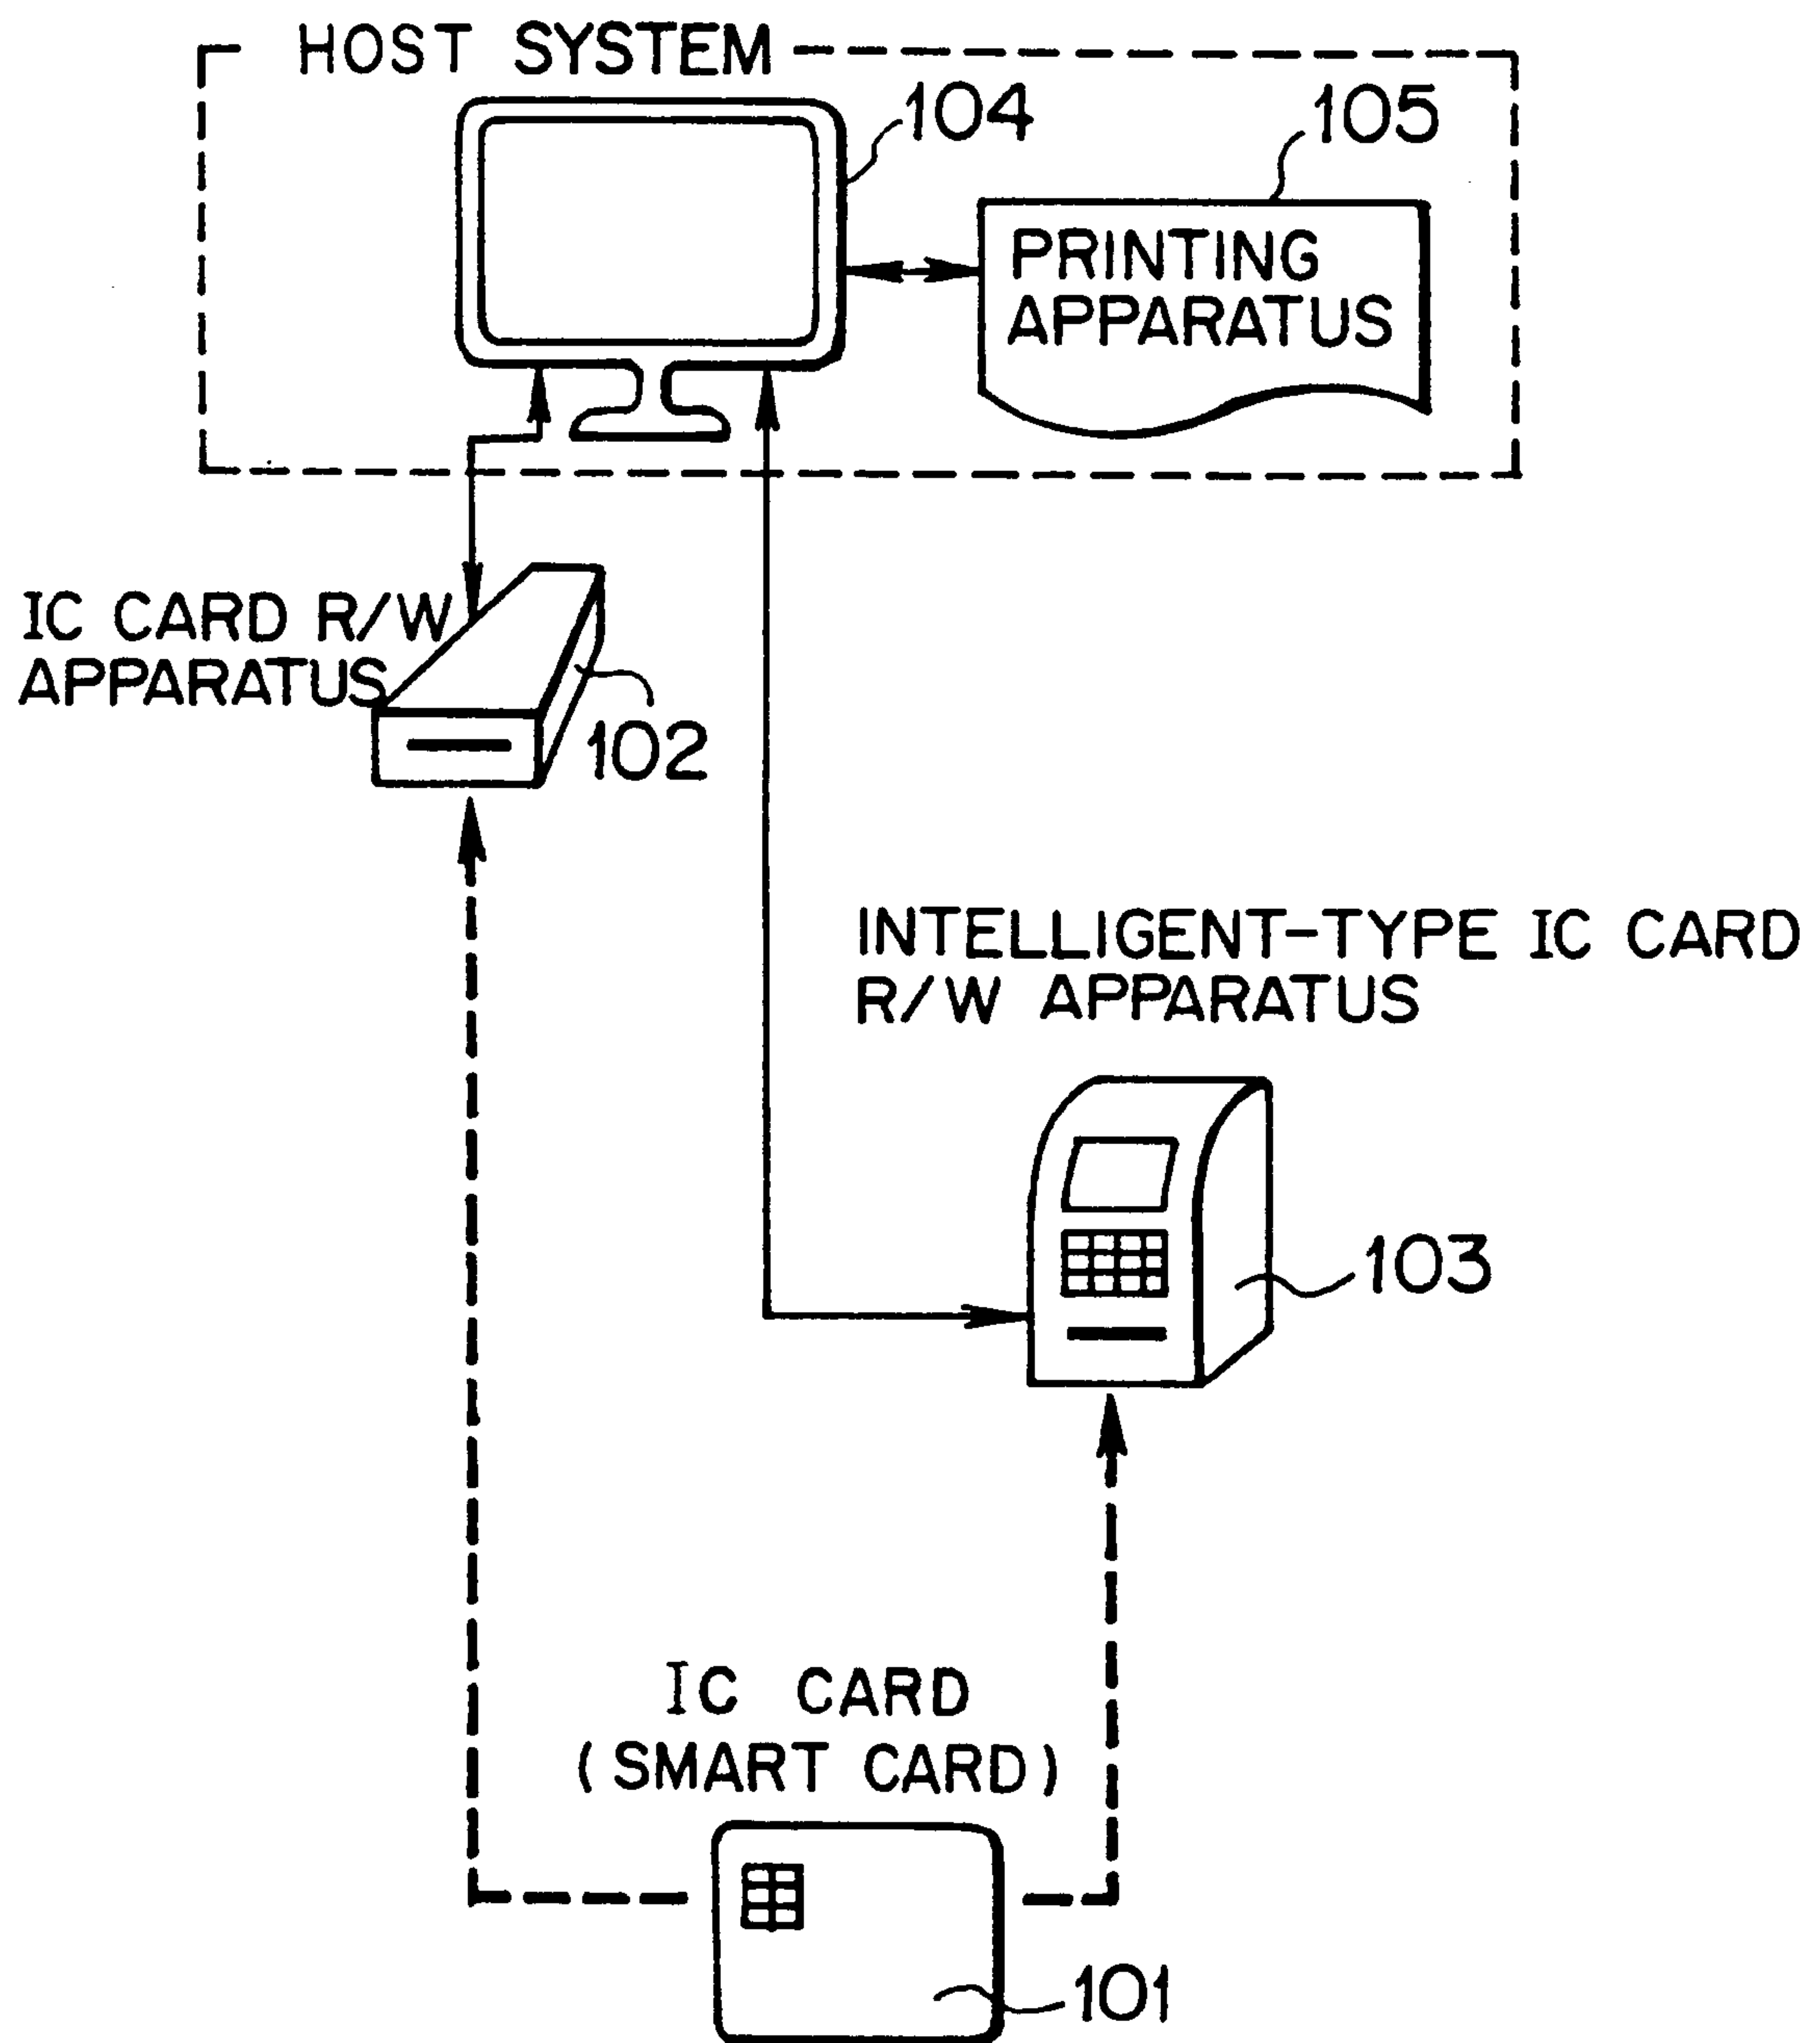 HOST SYSTEM
104
105
PRINTING
APPARATUS
IC CARD R/W
APPARATUS
102
INTELLIGENT-TYPE IC CARD
R/W APPARATUS
103
IC CARD
(SMART CARD)
101